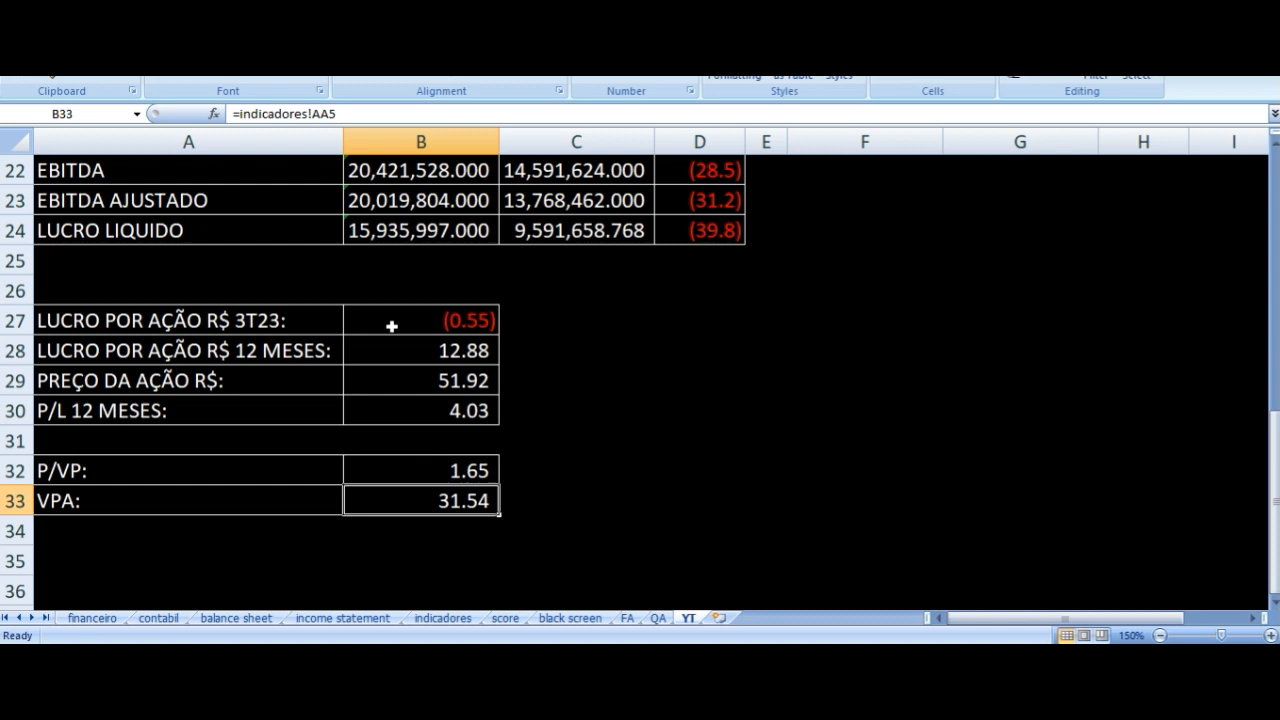 Clipboard Font Alignment Number Styles Cells Editing
B33 fx =indicadores!AA5
A B C D E F G H I
22 EBITDA 20,421,528.000 14,591,624.000 (28.5)
23 EBITDA AJUSTADO 20,019,804.000 13,768,462.000 (31.2)
24 LUCRO LIQUIDO 15,935,997.000 9,591,658.768 (39.8)
25
26
27 LUCRO POR AÇÃO R$ 3T23: (0.55)
28 LUCRO POR AÇÃO R$ 12 MESES: 12.88
29 PREÇO DA AÇÃO R$: 51.92
30 P/L 12 MESES: 4.03
31
32 P/VP: 1.65
33 VPA: 31.54
34
35
36
financeiro contabil balance sheet income statement indicadores score black screen FA QA YT
Ready 150%